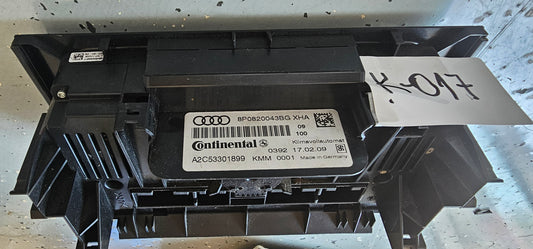 K-017
8P0820043BG XHA
09
100
Continental
Klimavollautomat
0392 17.02.09
A2C53301899 KMM 0001 Made in Germany